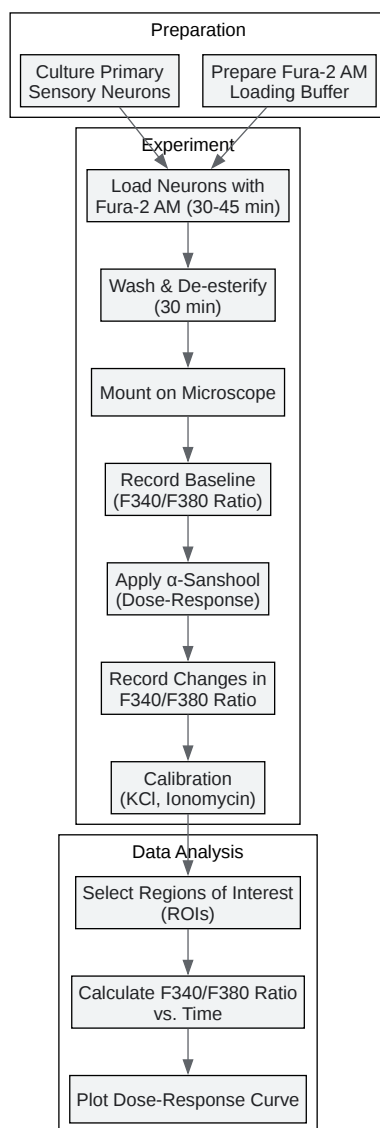 Preparation
Culture Primary
Sensory Neurons
Prepare Fura-2 AM
Loading Buffer
Experiment
Load Neurons with
Fura-2 AM (30-45 min)
Wash & De-esterify
(30 min)
Mount on Microscope
Record Baseline
(F340/F380 Ratio)
Apply α-Sanshool
(Dose-Response)
Record Changes in
F340/F380 Ratio
Calibration
(KCl, Ionomycin)
Data Analysis
Select Regions of Interest
(ROIs)
Calculate F340/F380 Ratio
vs. Time
Plot Dose-Response Curve